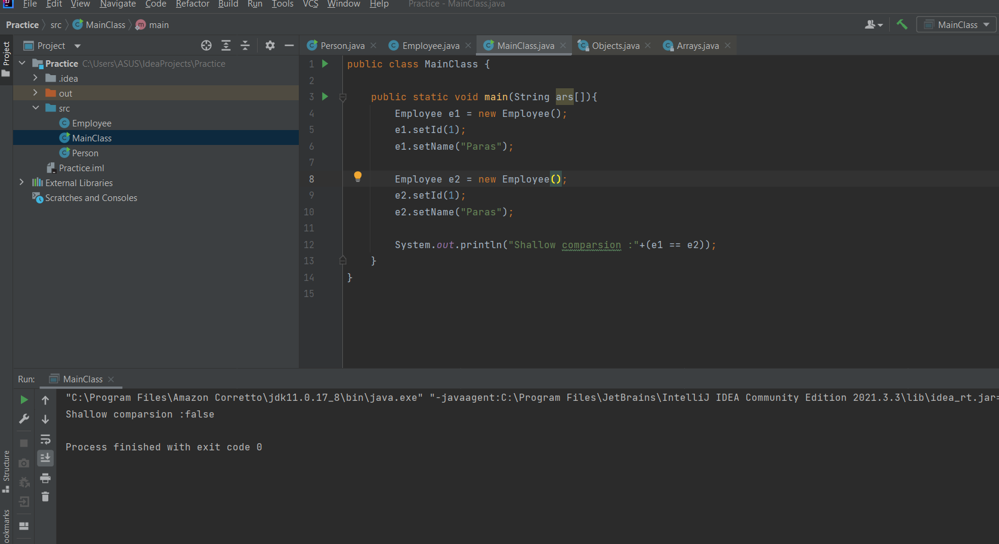 File Edit View Navigate Code Refactor Build Run Tools VCS Window Help Practice - MainClass.java
Practice src MainClass main MainClass
Project
Project
Person.java Employee.java MainClass.java Objects.java Arrays.java
Practice C:\Users\ASUS\IdeaProjects\Practice
.idea
out
src
Employee
MainClass
Person
Practice.iml
External Libraries
Scratches and Consoles
1 public class MainClass {
2
3 public static void main(String ars[]){
4 Employee e1 = new Employee();
5 e1.setId(1);
6 e1.setName("Paras");
7
8 Employee e2 = new Employee();
9 e2.setId(1);
10 e2.setName("Paras");
11
12 System.out.println("Shallow comparsion :"+(e1 == e2));
13 }
14 }
15
Run: MainClass
"C:\Program Files\Amazon Corretto\jdk11.0.17_8\bin\java.exe" "-javaagent:C:\Program Files\JetBrains\IntelliJ IDEA Community Edition 2021.3.3\lib\idea_rt.jar=
Shallow comparsion :false
Process finished with exit code 0
Structure
ookmarks